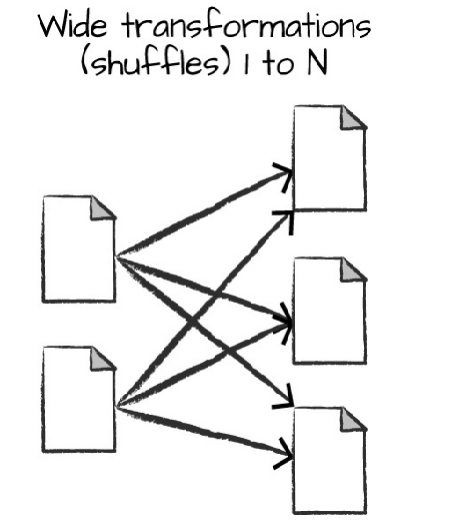 Wide transformations
(shuffles) 1 to N